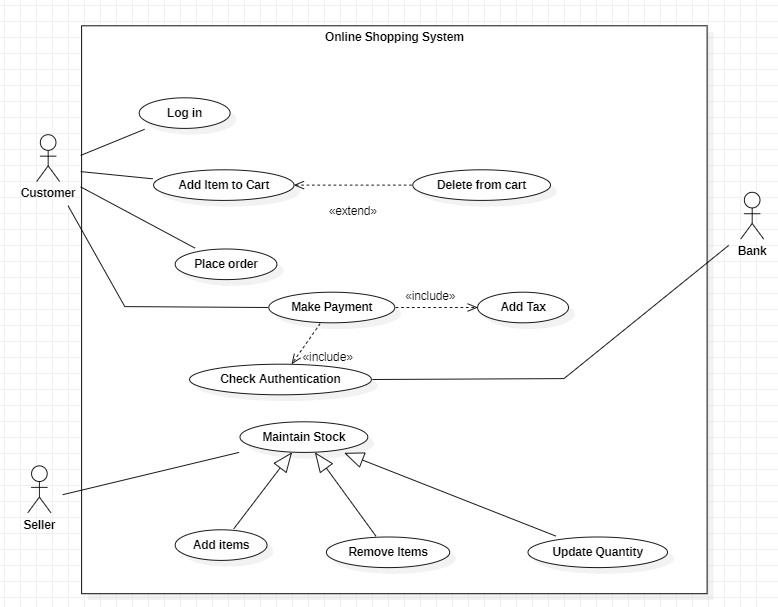 Online Shopping System
Log in
Customer
Add Item to Cart
Delete from cart
«extend»
Bank
Place order
Make Payment
«include»
Add Tax
«include»
Check Authentication
Maintain Stock
Seller
Add items
Remove Items
Update Quantity